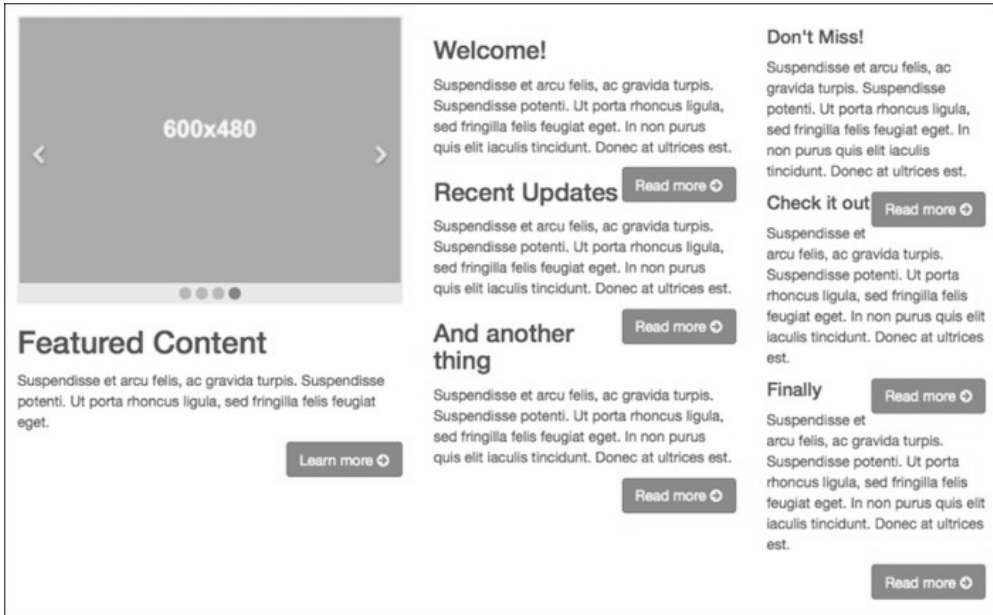 600x480
Featured Content
Suspendisse et arcu felis, ac gravida turpis. Suspendisse
potenti. Ut porta rhoncus ligula, sed fringilla felis feugiat
eget.
Learn more
Welcome!
Suspendisse et arcu felis, ac gravida turpis.
Suspendisse potenti. Ut porta rhoncus ligula,
sed fringilla felis feugiat eget. In non purus
quis elit iaculis tincidunt. Donec at ultrices est.
Read more
Recent Updates
Suspendisse et arcu felis, ac gravida turpis.
Suspendisse potenti. Ut porta rhoncus ligula,
sed fringilla felis feugiat eget. In non purus
quis elit iaculis tincidunt. Donec at ultrices est.
Read more
And another
thing
Suspendisse et arcu felis, ac gravida turpis.
Suspendisse potenti. Ut porta rhoncus ligula,
sed fringilla felis feugiat eget. In non purus
quis elit iaculis tincidunt. Donec at ultrices est.
Read more
Don't Miss!
Suspendisse et arcu felis, ac
gravida turpis. Suspendisse
potenti. Ut porta rhoncus ligula,
sed fringilla felis feugiat eget. In
non purus quis elit iaculis
tincidunt. Donec at ultrices est.
Read more
Check it out
Suspendisse et
arcu felis, ac gravida turpis.
Suspendisse potenti. Ut porta
rhoncus ligula, sed fringilla felis
feugiat eget. In non purus quis elit
iaculis tincidunt. Donec at ultrices
est.
Read more
Finally
Suspendisse et
arcu felis, ac gravida turpis.
Suspendisse potenti. Ut porta
rhoncus ligula, sed fringilla felis
feugiat eget. In non purus quis elit
iaculis tincidunt. Donec at ultrices
est.
Read more